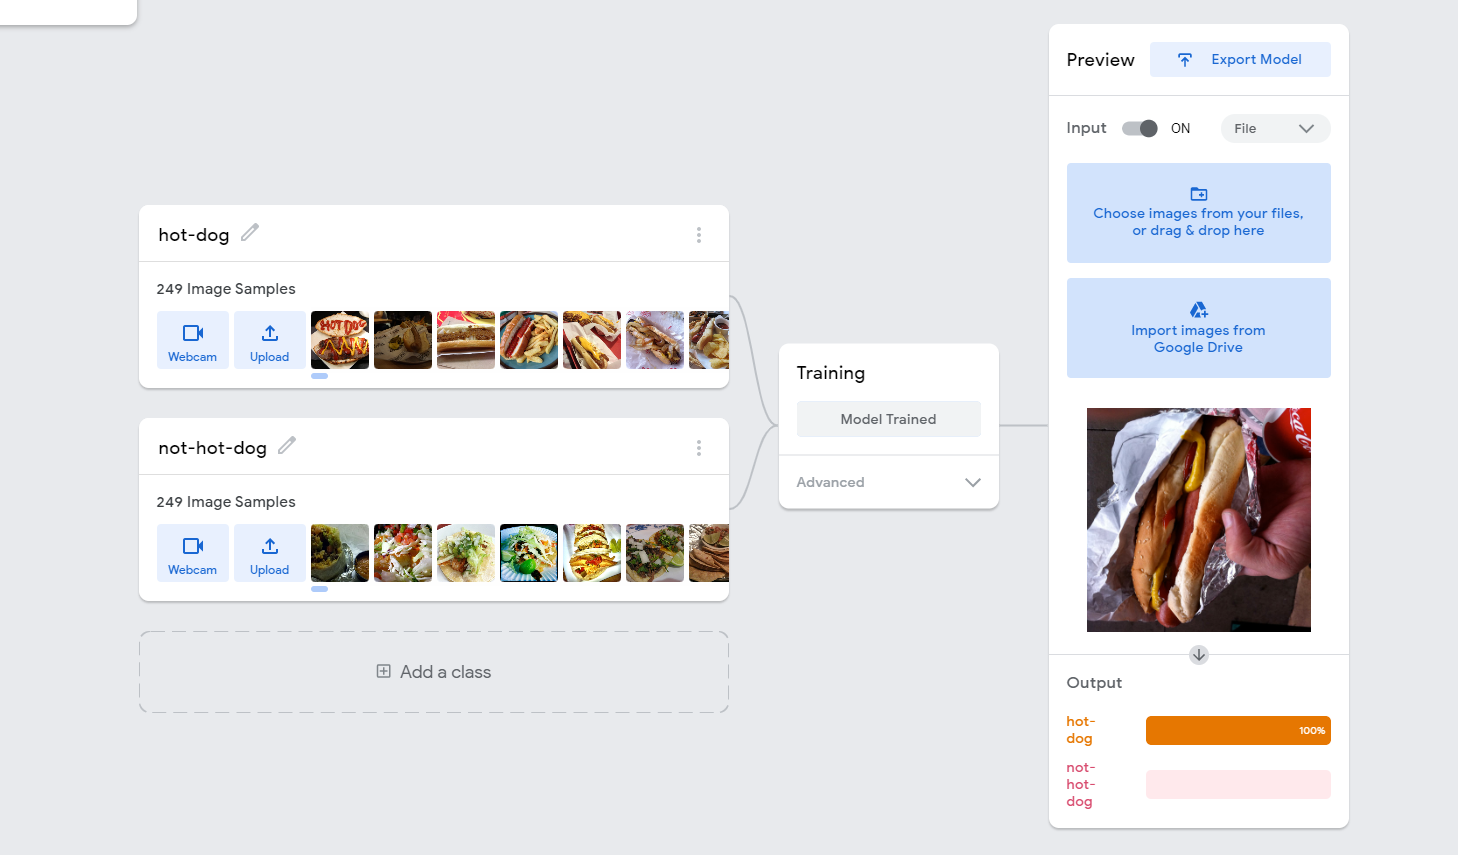 hot-dog
249 Image Samples
Webcam
Upload
HOT DOG
not-hot-dog
249 Image Samples
Webcam
Upload
Add a class
Training
Model Trained
Advanced
Preview
Export Model
Input
ON
File
Choose images from your files,
or drag & drop here
Import images from
Google Drive
Output
hot-
dog
100%
not-
hot-
dog